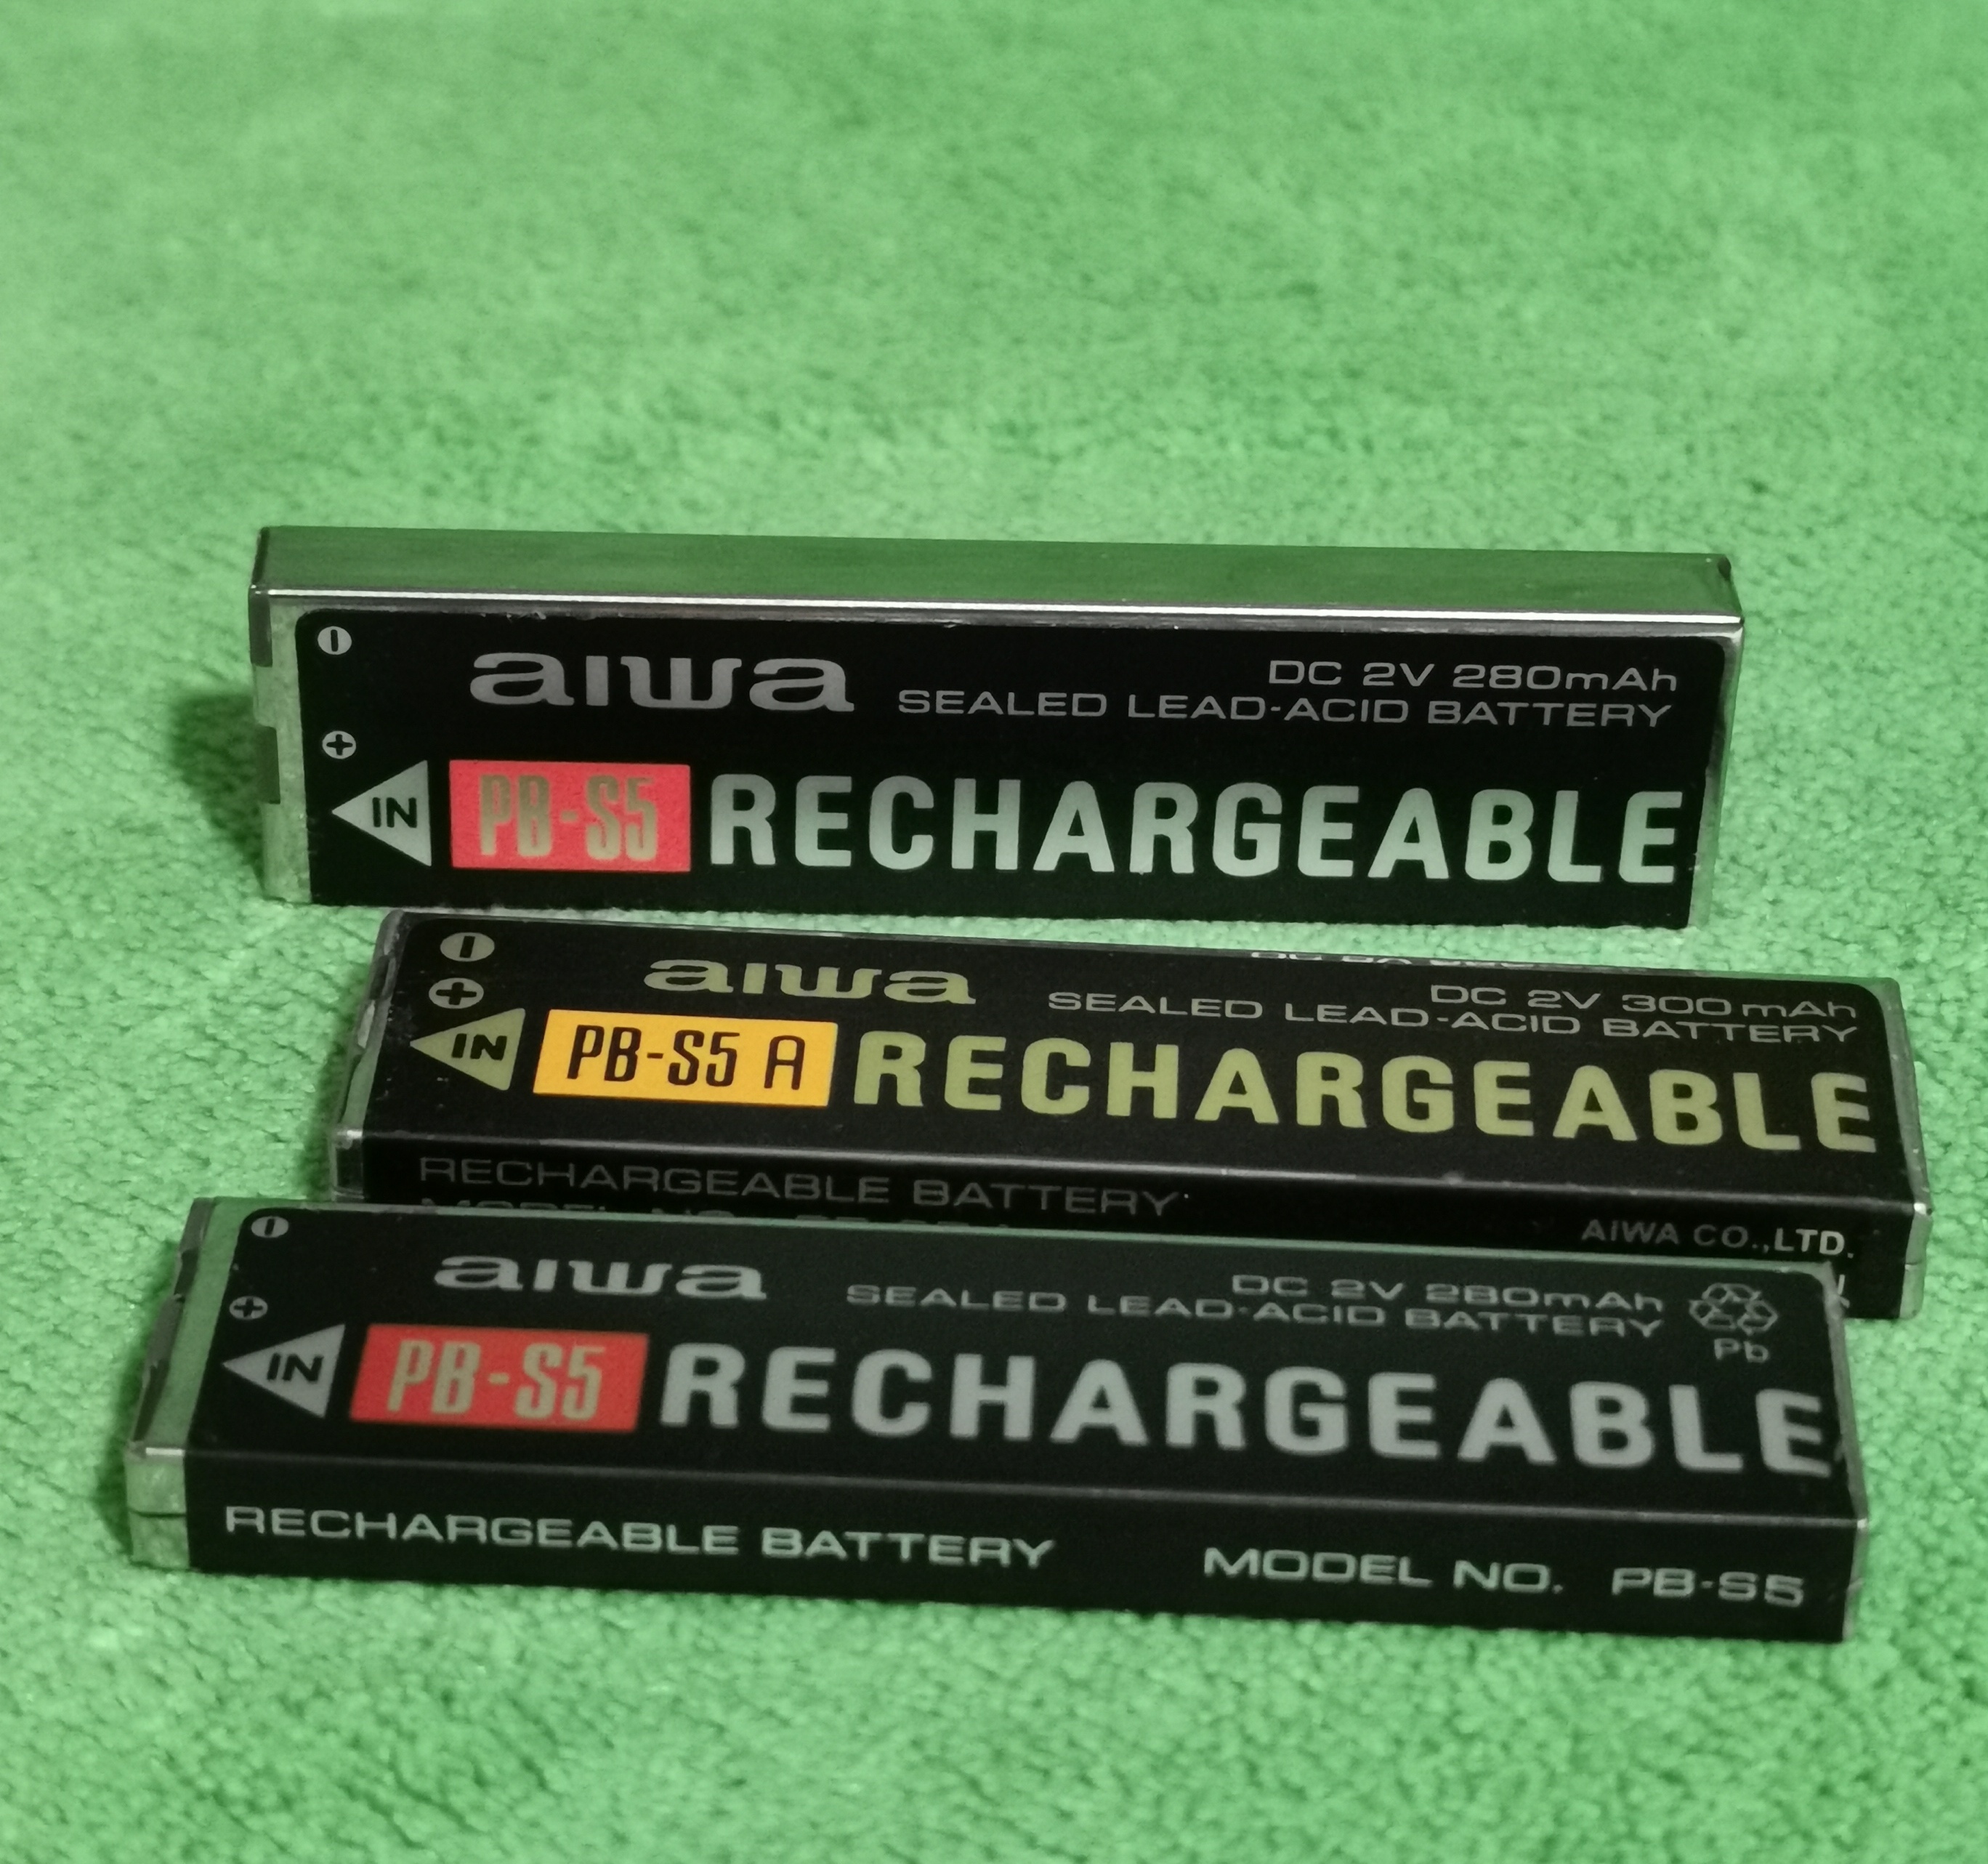 aiwa
DC 2V 280mAh
SEALED LEAD-ACID BATTERY
IN PB-S5 RECHARGEABLE
aiwa
DC 2V 300mAh
SEALED LEAD-ACID BATTERY
IN PB-S5 A RECHARGEABLE
RECHARGEABLE BATTERY
AIWA CO.,LTD.
aiwa
DC 2V 280mAh
SEALED LEAD-ACID BATTERY
Pb
IN PB-S5 RECHARGEABLE
RECHARGEABLE BATTERY MODEL NO. PB-S5